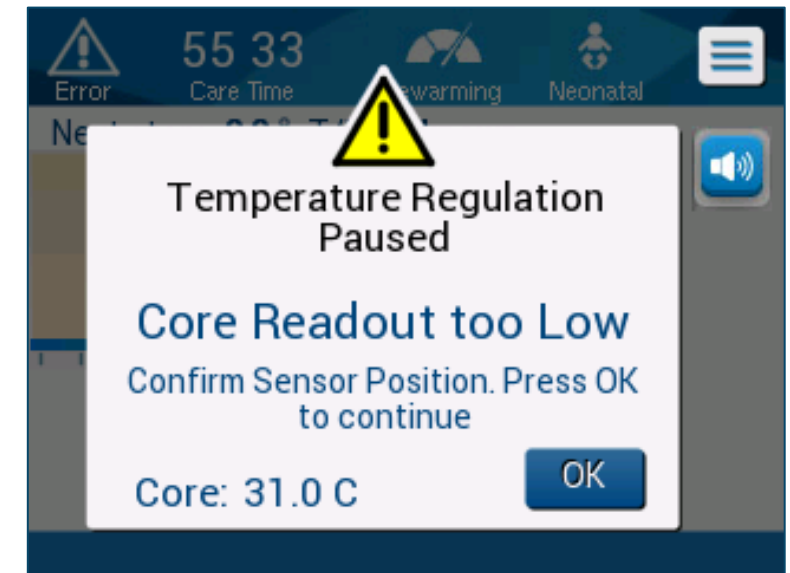 55 33
Error
Care Time
Neonatal
Temperature Regulation
Paused
Core Readout too Low
Confirm Sensor Position. Press OK
to continue
Core: 31.0 C
OK